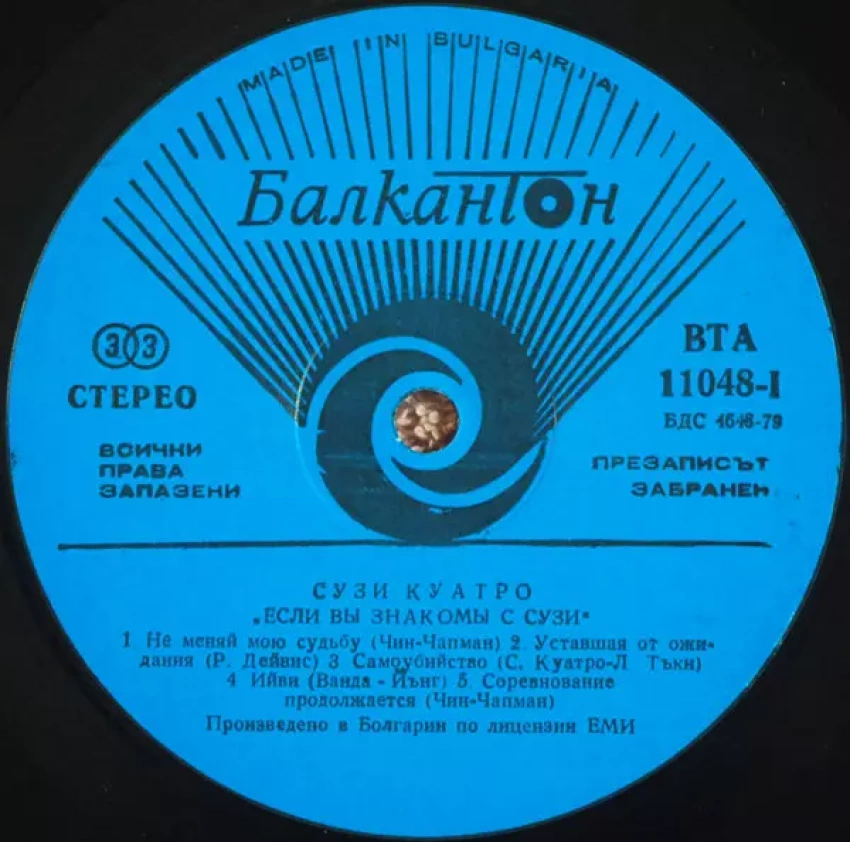 MADE IN BULGARIA
Балкантон
33
СТЕРЕО
ВТА
11048-I
БДС 4646-79
ВСИЧКИ
ПРАВА
ЗАПАЗЕНИ
ПРЕЗАПИСЪТ
ЗАБРАНЕН
СУЗИ КУАТРО
„ЕСЛИ ВЫ ЗНАКОМЫ С СУЗИ“
1 Не меняй мою судьбу (Чин-Чапман) 2. Уставшая от ожи-
дания (Р. Дейвис) 3 Самоубийство (С. Куатро-Л Тъки)
4 Ийви (Ванда - Йънг) 5. Соревнование
продолжается (Чин-Чапман)
Произведено в Болгарии по лицензии ЕМИ